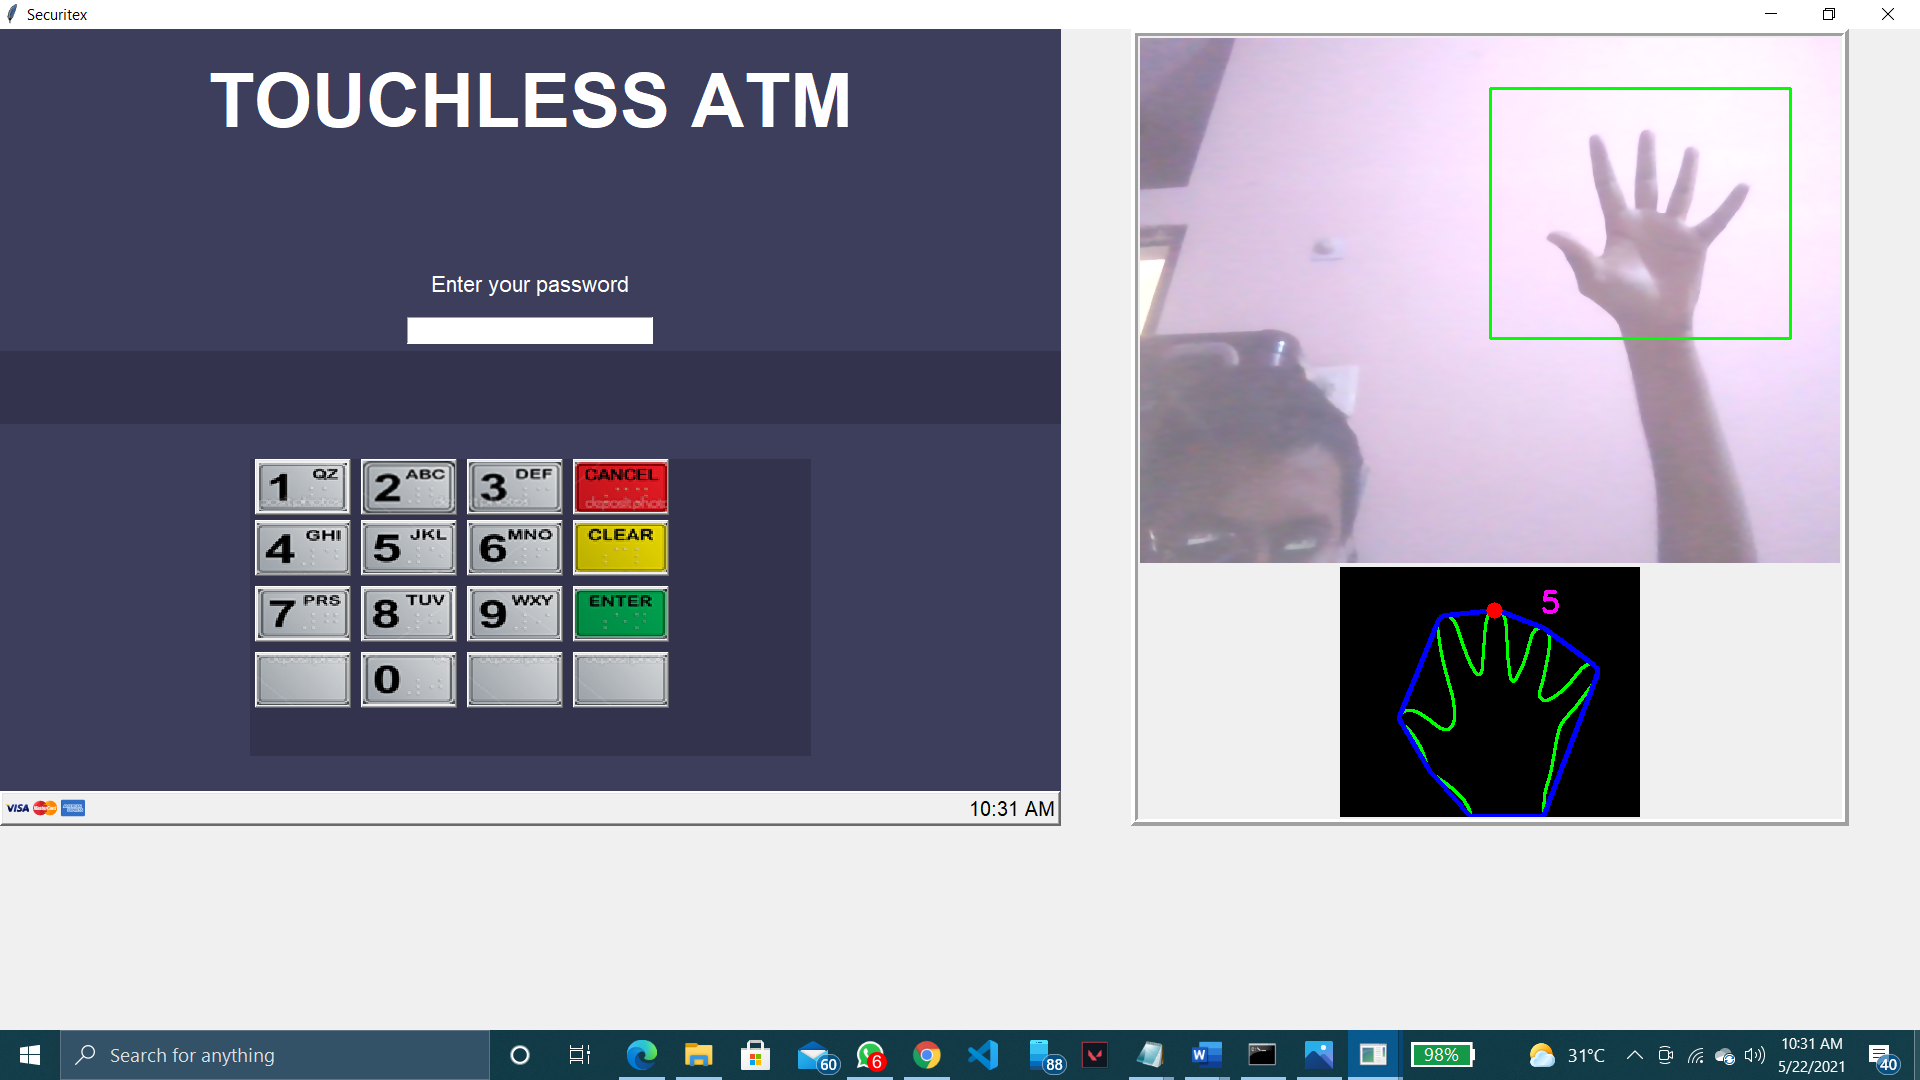 Securitex
TOUCHLESS ATM
Enter your password
1 QZ 2 ABC 3 DEF CANCEL
depositphotos
4 GHI 5 JKL 6 MNO CLEAR
7 PRS 8 TUV 9 WXY ENTER
0
VISA MasterCard
10:31 AM
5
Search for anything
60
6
88
98%
31°C
10:31 AM
5/22/2021
40